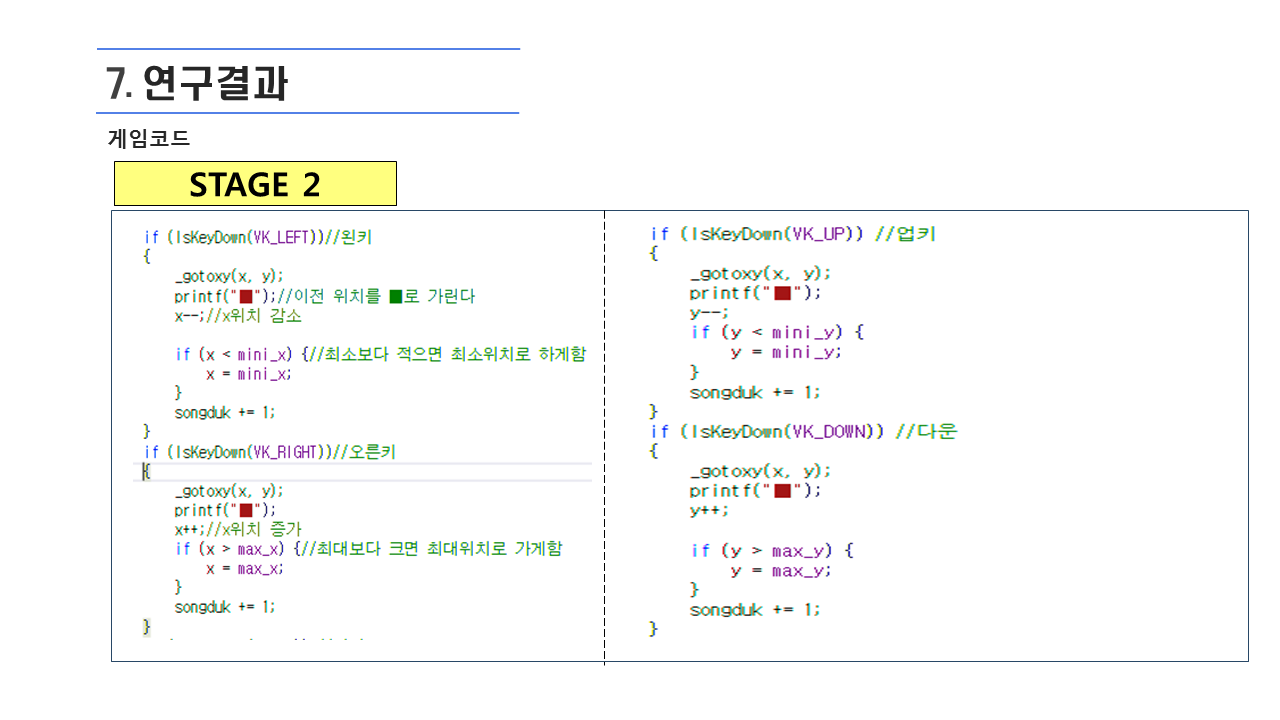 7. 연구결과
게임코드
STAGE 2
if (IsKeyDown(VK_LEFT))//왼키
{
_gotoxy(x, y);
printf("■");//이전 위치를 ■로 가린다
x--;//x위치 감소
if (x < mini_x) {//최소보다 적으면 최소위치로 하게함
x = mini_x;
}
songduk += 1;
}
if (IsKeyDown(VK_RIGHT))//오른키
{
_gotoxy(x, y);
printf("■");
x++;//x위치 증가
if (x > max_x) {//최대보다 크면 최대위치로 가게함
x = max_x;
}
songduk += 1;
}
if (IsKeyDown(VK_UP)) //업키
{
_gotoxy(x, y);
printf("■");
y--;
if (y < mini_y) {
y = mini_y;
}
songduk += 1;
}
if (IsKeyDown(VK_DOWN)) //다운
{
_gotoxy(x, y);
printf("■");
y++;
if (y > max_y) {
y = max_y;
}
songduk += 1;
}